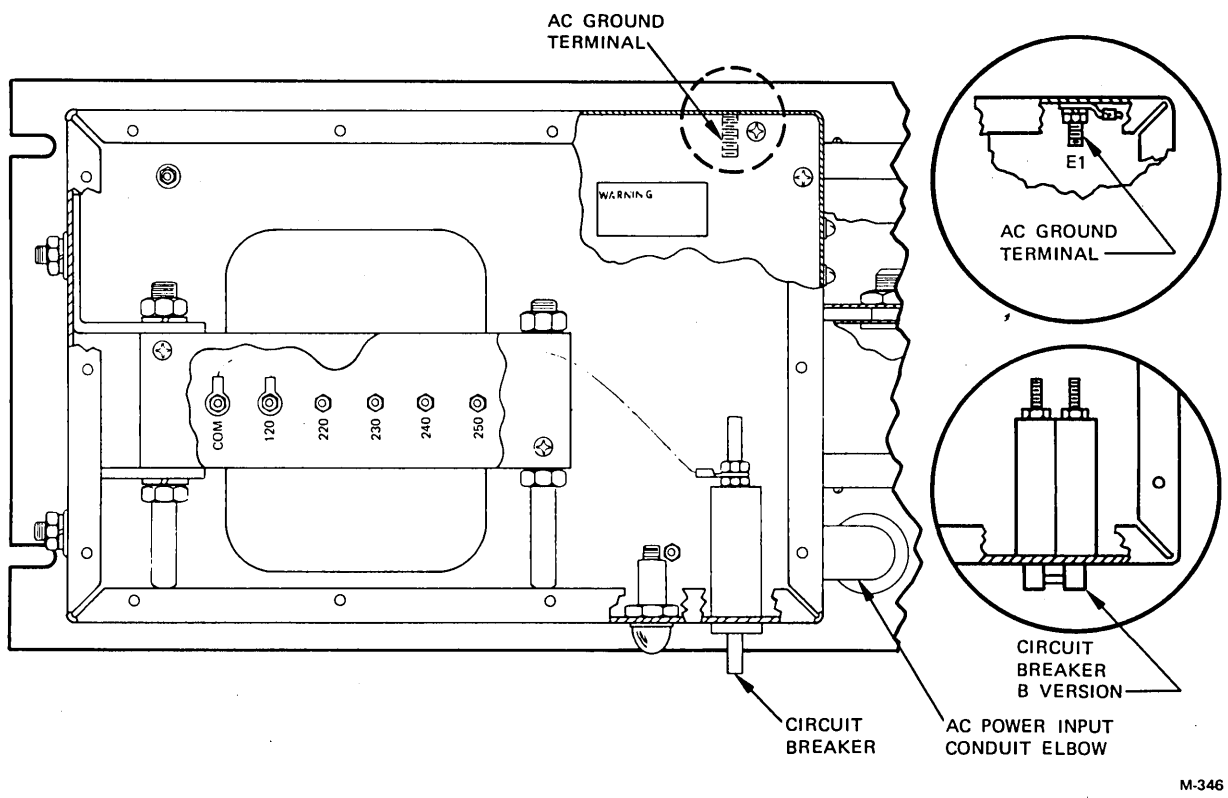 AC GROUND
TERMINAL
WARNING
E1
AC GROUND
TERMINAL
COM
120
220
230
240
250
CIRCUIT
BREAKER
B VERSION
CIRCUIT
BREAKER
AC POWER INPUT
CONDUIT ELBOW
M-346